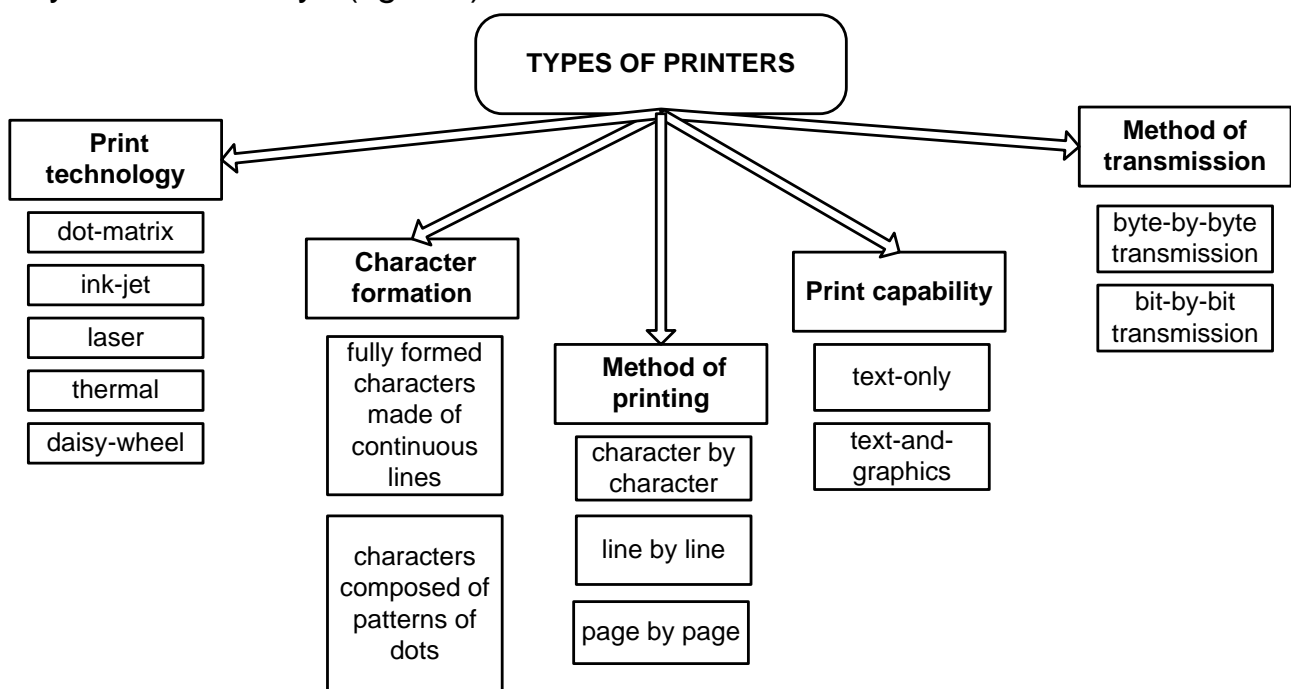 TYPES OF PRINTERS
Print
technology
dot-matrix
ink-jet
laser
thermal
daisy-wheel
Character
formation
fully formed
characters
made of
continuous
lines
characters
composed of
patterns of
dots
Method of
printing
character by
character
line by line
page by page
Print capability
text-only
text-and-
graphics
Method of
transmission
byte-by-byte
transmission
bit-by-bit
transmission